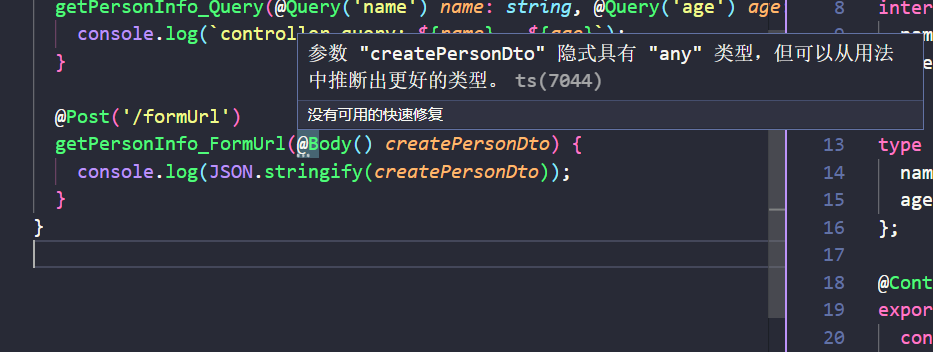 getPersonInfo_Query(@Query('name') name: string, @Query('age') age
console.log(`controller query: ${name} ${age}`);
参数 "createPersonDto" 隐式具有 "any" 类型，但可以从用法
中推断出更好的类型。 ts(7044)
没有可用的快速修复
}
@Post('/formUrl')
getPersonInfo_FormUrl(@Body() createPersonDto) {
console.log(JSON.stringify(createPersonDto));
}
}
8 inter
13 type
14 nam
15 age
16 };
17
18 @Cont
19 expor
20 con